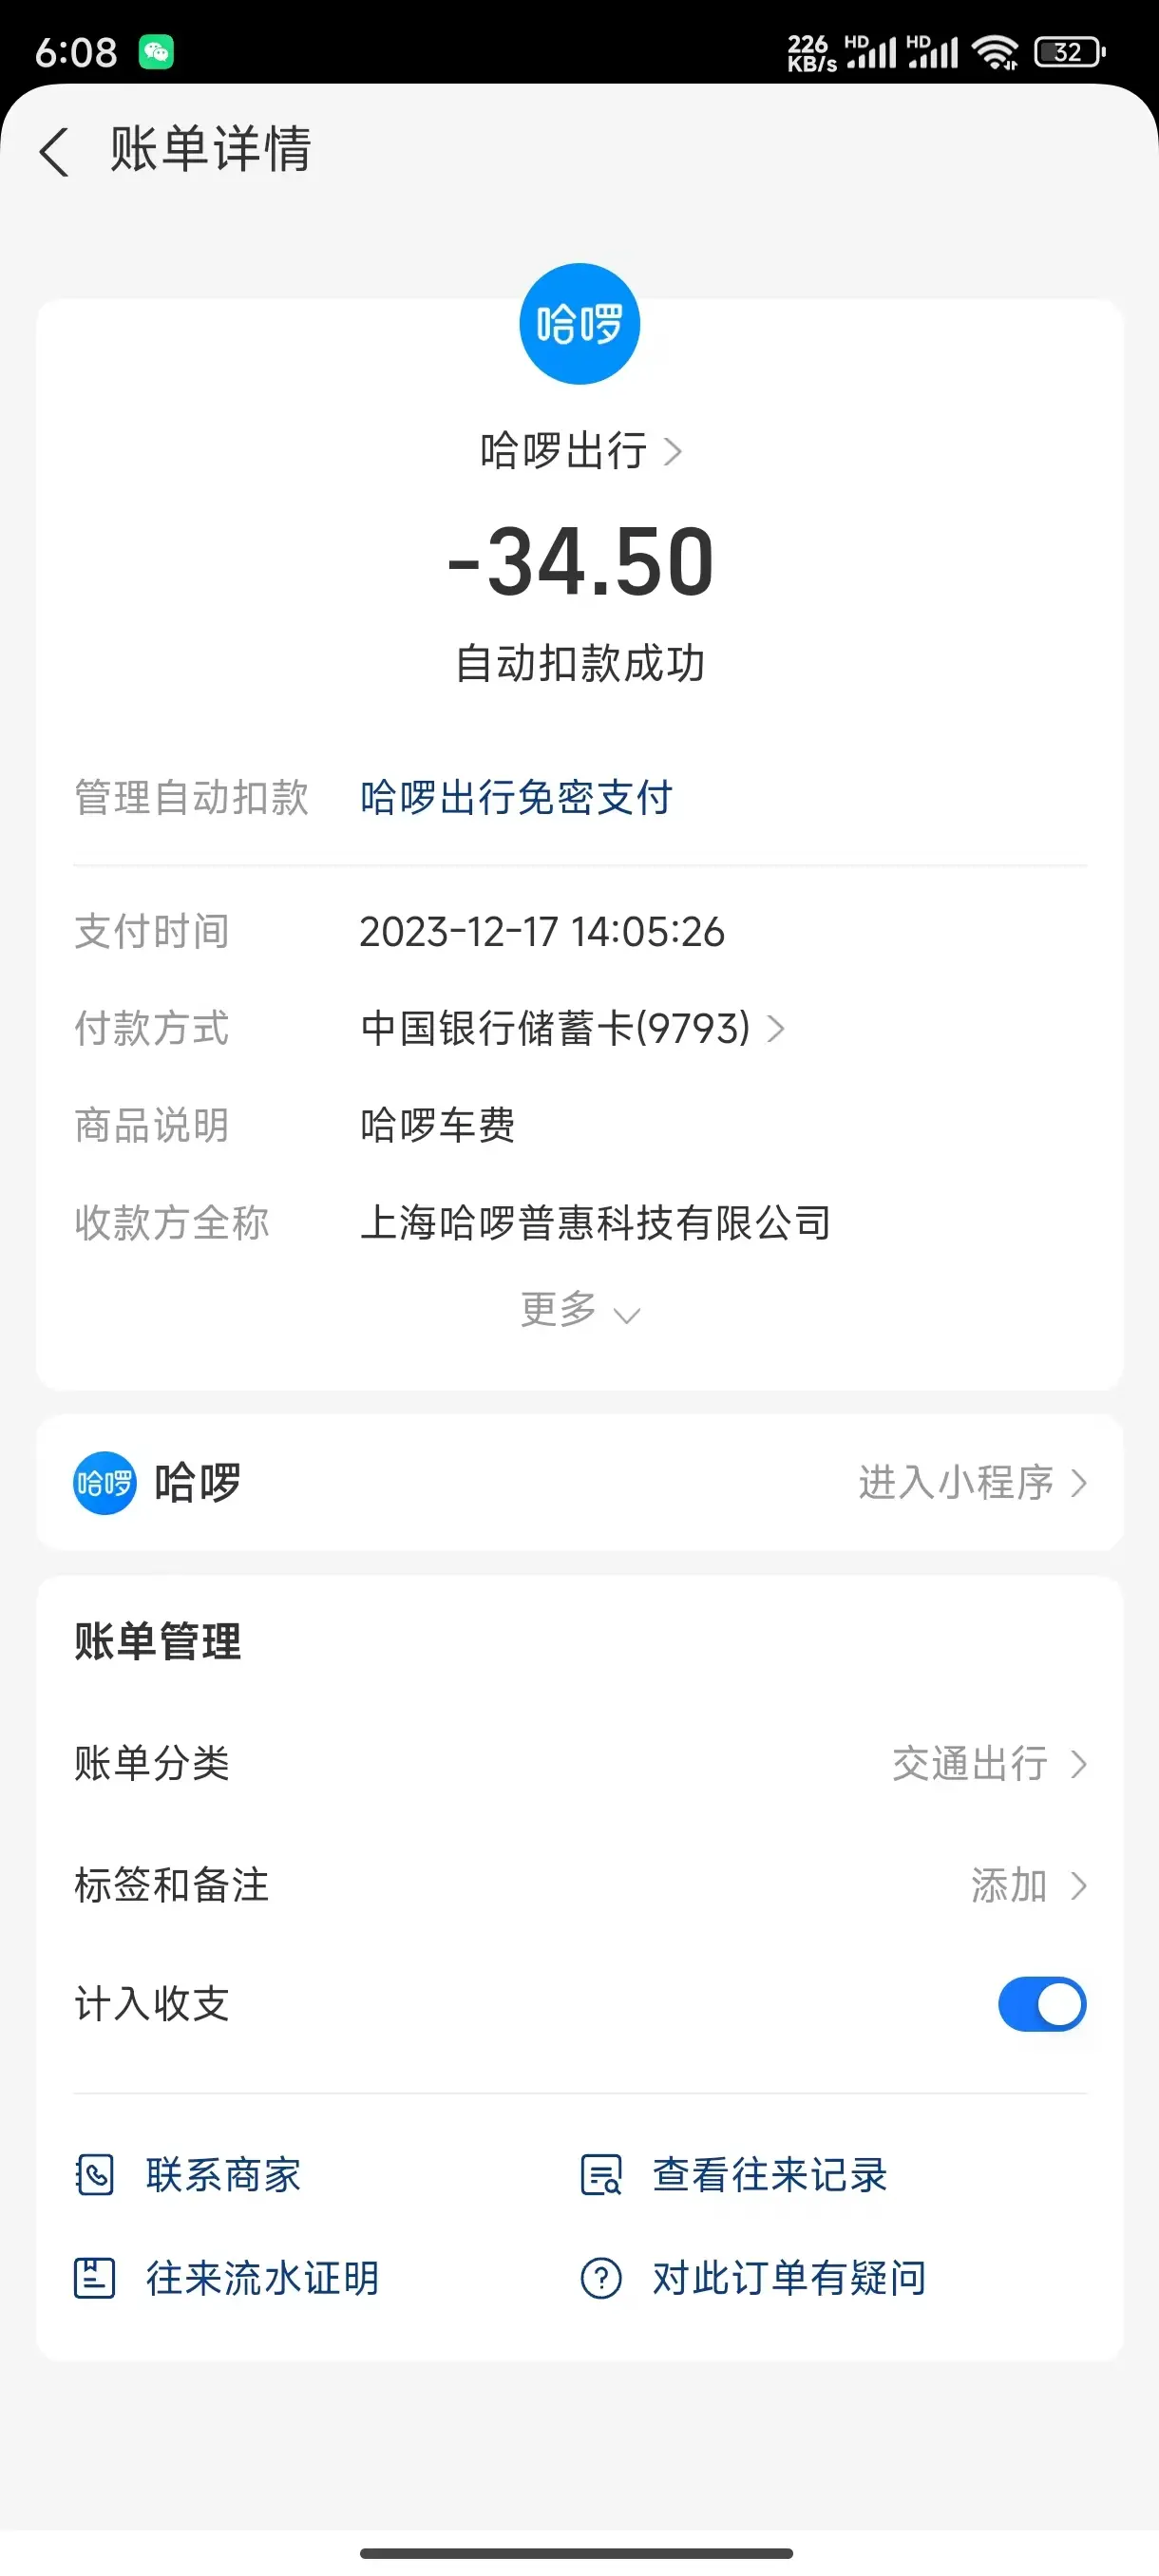 6:08
226 KB/s HD HD 32
账单详情
哈啰
哈啰出行
-34.50
自动扣款成功
管理自动扣款 哈啰出行免密支付
支付时间 2023-12-17 14:05:26
付款方式 中国银行储蓄卡(9793)
商品说明 哈啰车费
收款方全称 上海哈啰普惠科技有限公司
更多
哈啰 哈啰 进入小程序
账单管理
账单分类 交通出行
标签和备注 添加
计入收支
联系商家 查看往来记录
往来流水证明 对此订单有疑问